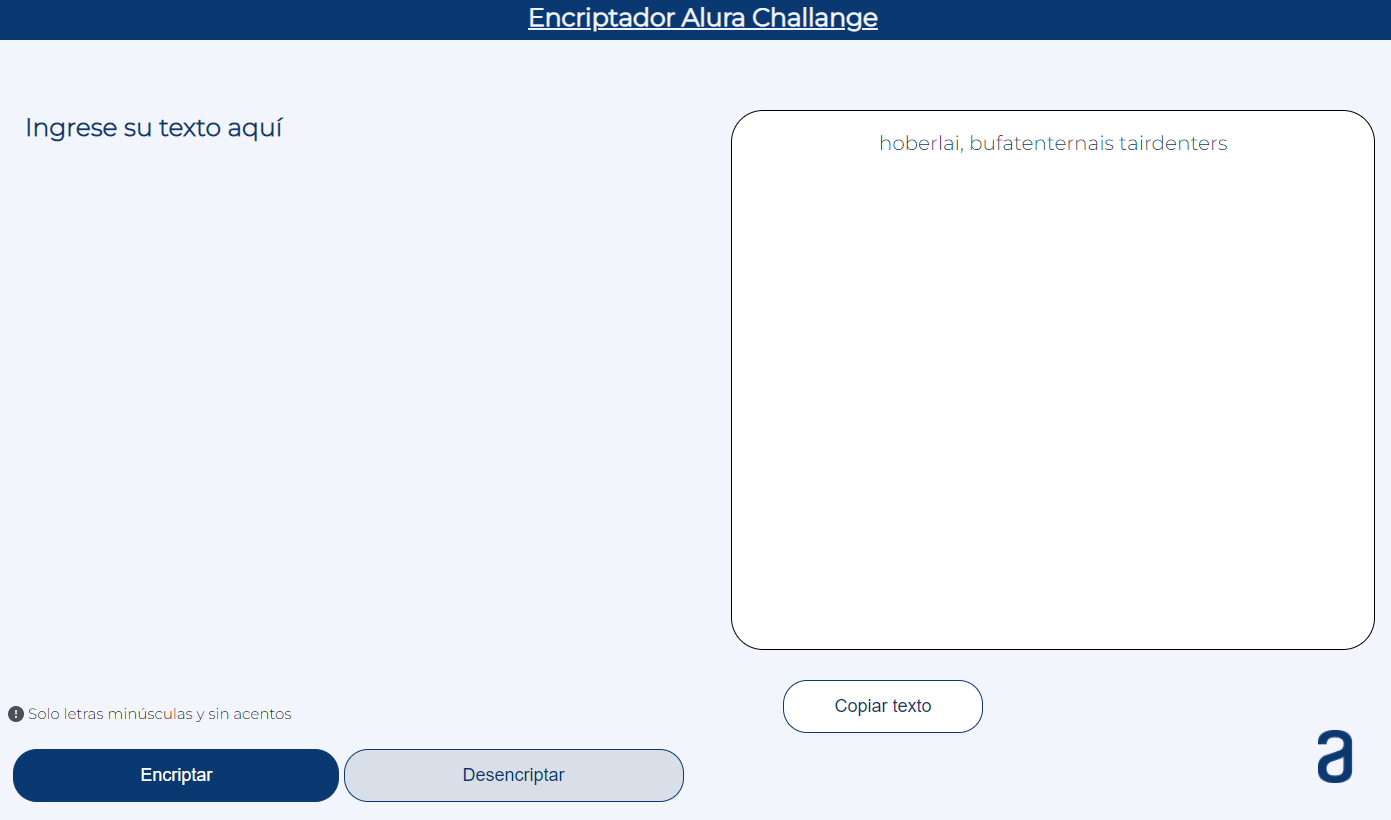 Encriptador Alura Challange
Ingrese su texto aquí
hoberlai, bufatenternais tairdenters
Copiar texto
Solo letras minúsculas y sin acentos
Encriptar
Desencriptar
a